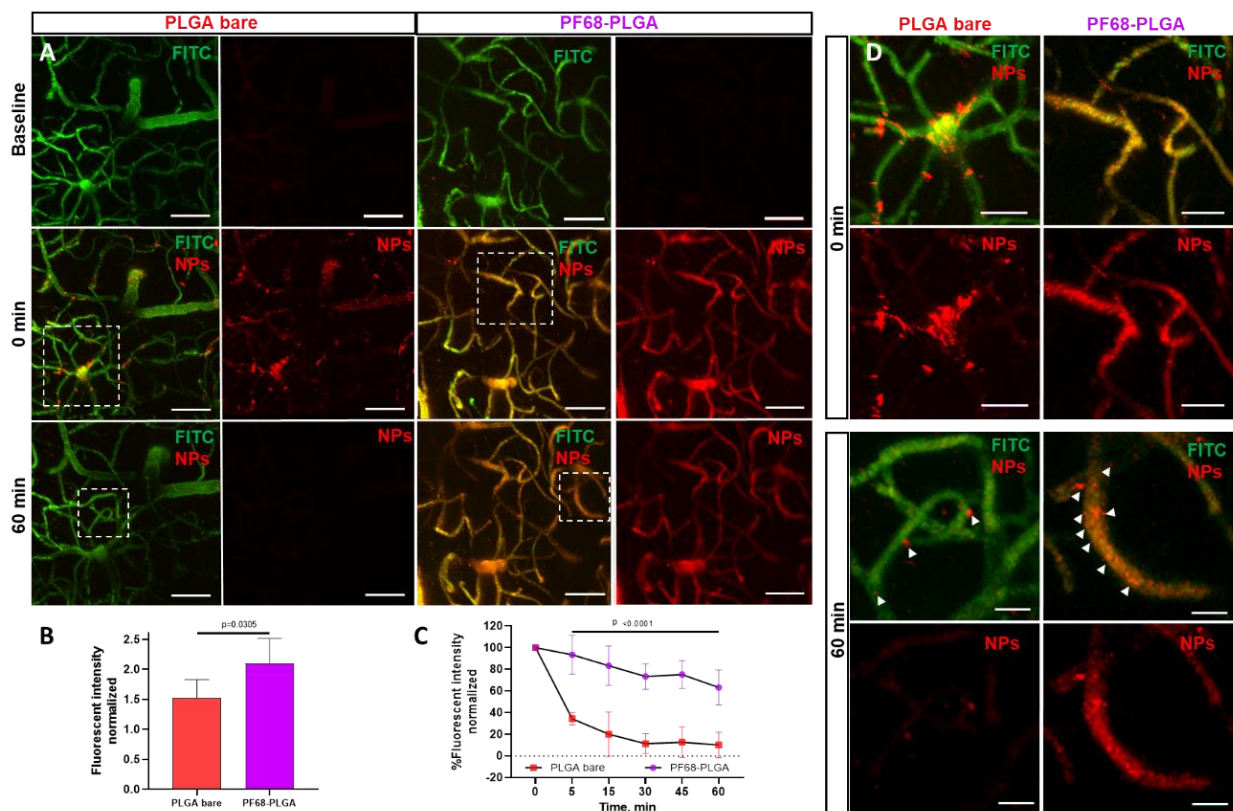 PLGA bare
PF68-PLGA
A
Baseline
FITC
FITC
0 min
FITC
NPs
NPs
FITC
NPs
NPs
60 min
FITC
NPs
NPs
FITC
NPs
NPs
B
p=0.0305
Fluorescent intensity
normalized
2.5
2.0
1.5
1.0
0.5
0.0
PLGA bare
PF68-PLGA
C
P <0.0001
%Fluorescent intensity
normalized
120
100
80
60
40
20
0
-20
PLGA bare
PF68-PLGA
0 5 15 30 45 60
Time, min
PLGA bare
PF68-PLGA
D
0 min
FITC
NPs
FITC
NPs
NPs
NPs
60 min
FITC
NPs
FITC
NPs
NPs
NPs